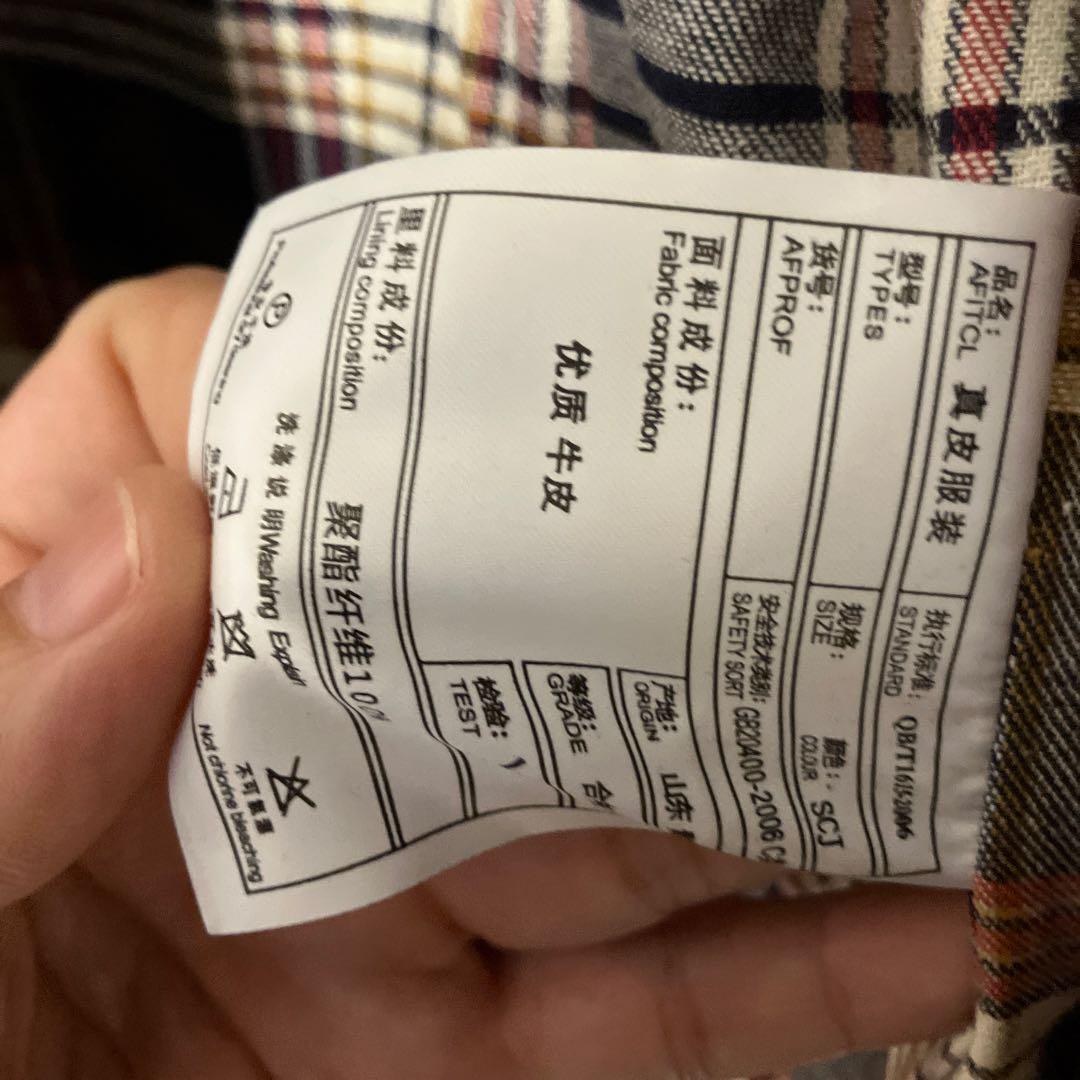 品名:
AFITCL 真皮服装
执行标准:
STANDARD QB/T1615-2006
型号:
TYPES
规格:
SIZE
颜色:
COLOUR SCJ
货号:
AFPROF
安全技术类别:
SAFETY SORT GB20400-2006
面料成份:
Fabric composition
优质牛皮
产地:
ORIGIN 山东
等级:
GRADE
检验:
TEST
里料成份:
Lining composition 聚酯纤维100
洗涤说明Washing Explain
P
不可氯漂
Not chlorine bleaching